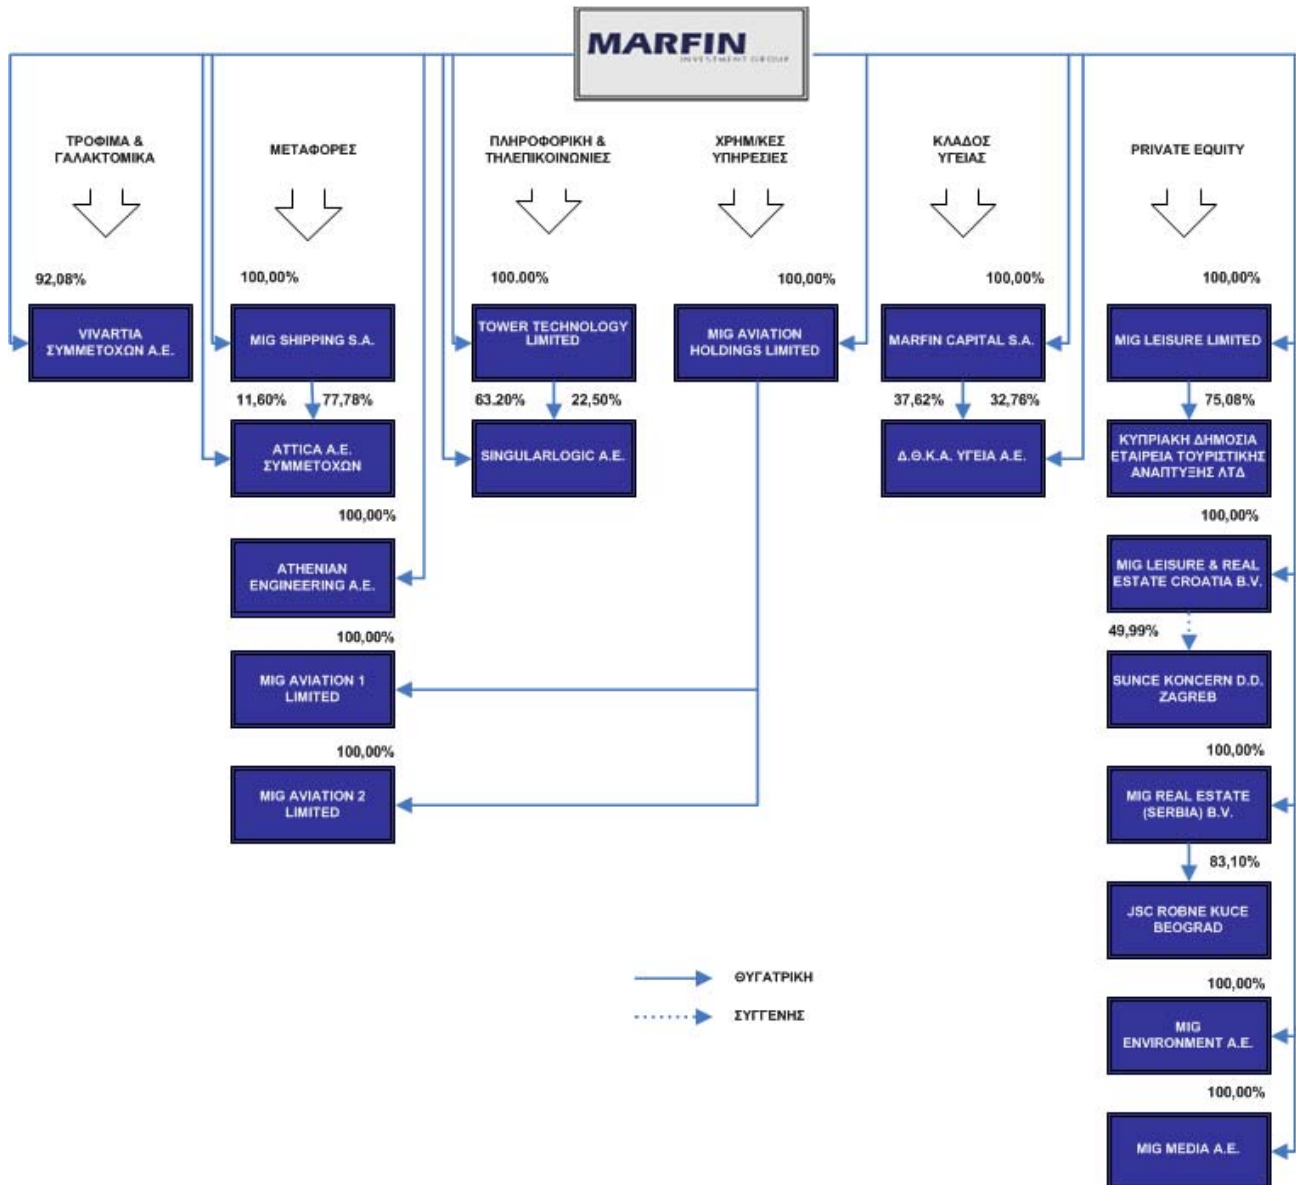 MARFIN
INVESTMENT GROUP
ΤΡΟΦΙΜΑ &
ΓΑΛΑΚΤΟΜΙΚΑ
ΜΕΤΑΦΟΡΕΣ
ΠΛΗΡΟΦΟΡΙΚΗ &
ΤΗΛΕΠΙΚΟΙΝΩΝΙΕΣ
ΧΡΗΜ/ΚΕΣ
ΥΠΗΡΕΣΙΕΣ
ΚΛΑΔΟΣ
ΥΓΕΙΑΣ
PRIVATE EQUITY
92,08%
100,00%
100.00%
100,00%
100,00%
100,00%
VIVARTIA
ΣΥΜΜΕΤΟΧΩΝ Α.Ε.
MIG SHIPPING S.A.
TOWER TECHNOLOGY
LIMITED
MIG AVIATION
HOLDINGS LIMITED
MARFIN CAPITAL S.A.
MIG LEISURE LIMITED
11,60% 77,78%
63.20% 22,50%
37,62% 32,76%
75,08%
ATTICA Α.Ε.
ΣΥΜΜΕΤΟΧΩΝ
SINGULARLOGIC Α.Ε.
Δ.Θ.Κ.Α. ΥΓΕΙΑ Α.Ε.
ΚΥΠΡΙΑΚΗ ΔΗΜΟΣΙΑ
ΕΤΑΙΡΕΙΑ ΤΟΥΡΙΣΤΙΚΗΣ
ΑΝΑΠΤΥΞΗΣ ΛΤΔ
100,00%
100,00%
ATHENIAN
ENGINEERING Α.Ε.
MIG LEISURE & REAL
ESTATE CROATIA B.V.
100,00%
49,99%
MIG AVIATION 1
LIMITED
SUNCE KONCERN D.D.
ZAGREB
100,00%
100,00%
MIG AVIATION 2
LIMITED
MIG REAL ESTATE
(SERBIA) B.V.
83,10%
JSC ROBNE KUCE
BEOGRAD
ΘΥΓΑΤΡΙΚΗ
ΣΥΓΓΕΝΗΣ
100,00%
MIG
ENVIRONMENT Α.Ε.
100,00%
MIG MEDIA Α.Ε.